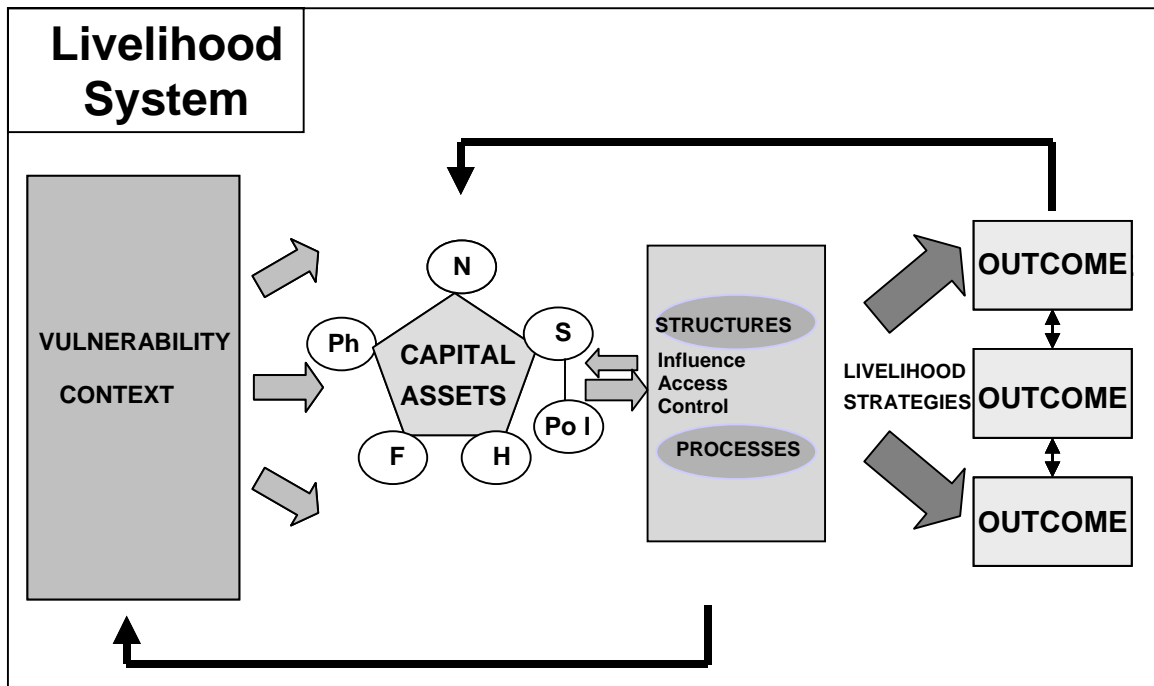 Livelihood
System
VULNERABILITY
CONTEXT
N
Ph
S
CAPITAL
ASSETS
Po l
F
H
STRUCTURES
Influence
Access
Control
PROCESSES
LIVELIHOOD
STRATEGIES
OUTCOME
OUTCOME
OUTCOME